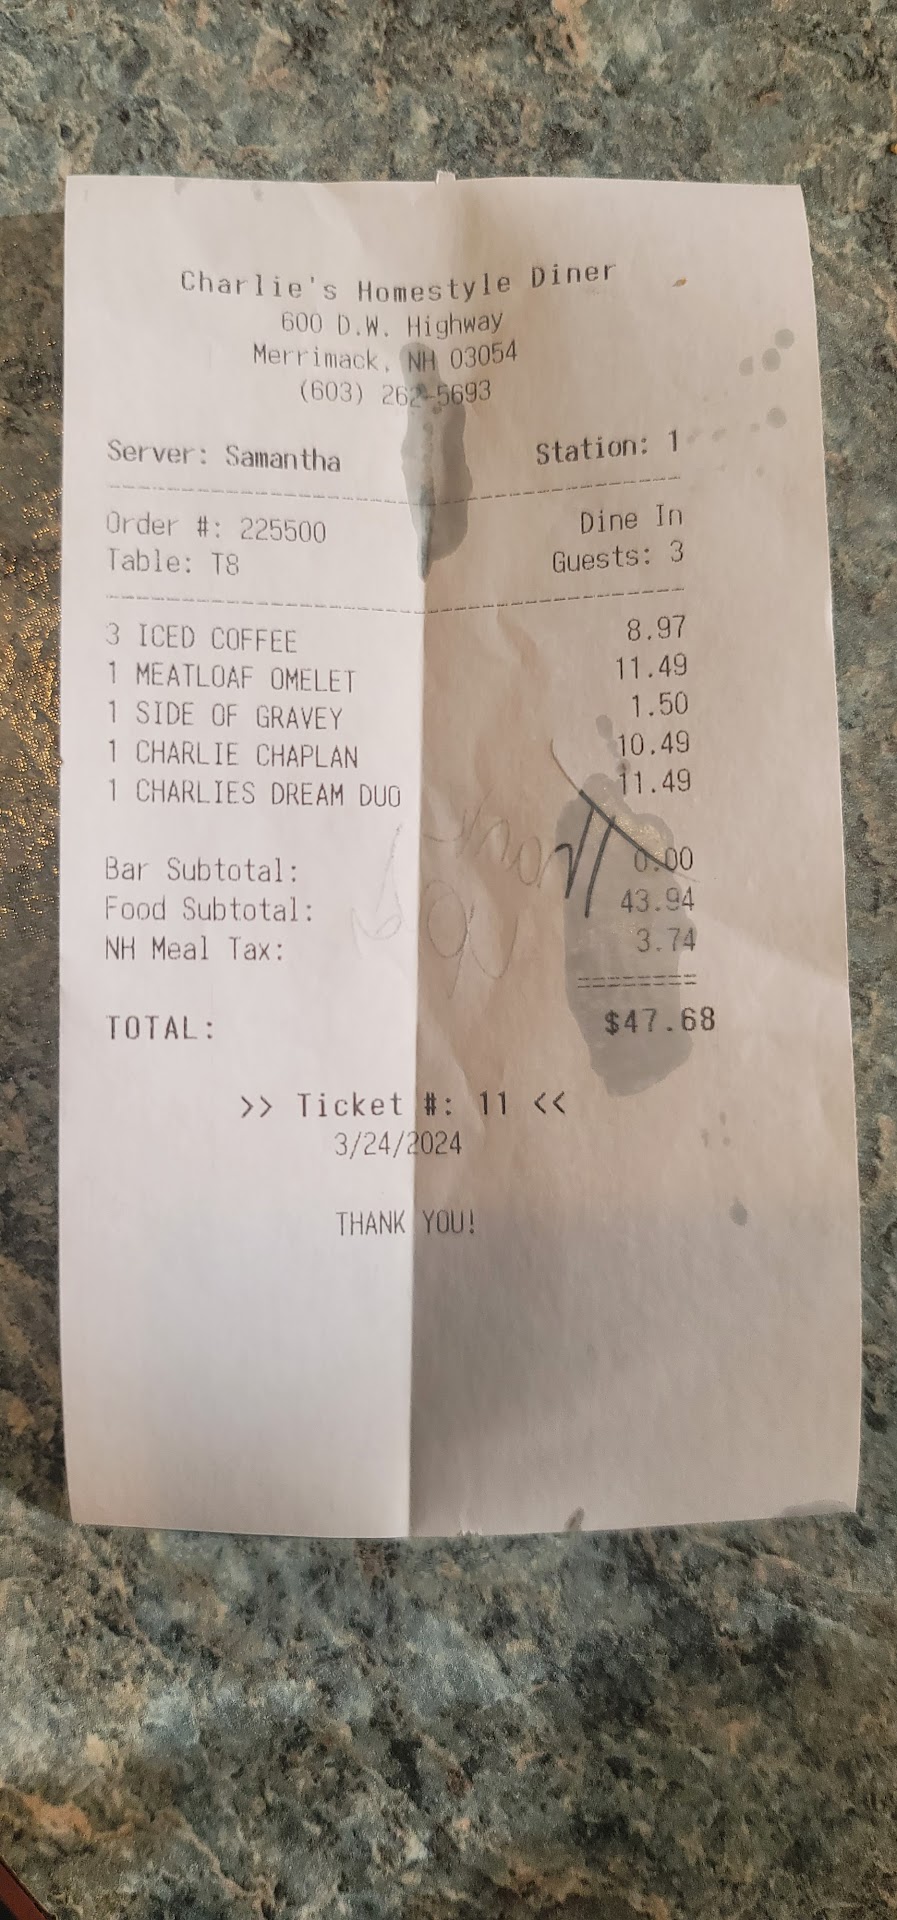 Charlie's Homestyle Diner
600 D.W. Highway
Merrimack, NH 03054
(603) 262-5693
Server: Samantha Station: 1
Order #: 225500 Dine In
Table: T8 Guests: 3
3 ICED COFFEE 8.97
1 MEATLOAF OMELET 11.49
1 SIDE OF GRAVEY 1.50
1 CHARLIE CHAPLAN 10.49
1 CHARLIES DREAM DUO 11.49
Bar Subtotal: 0.00
Food Subtotal: 43.94
NH Meal Tax: 3.74
========
TOTAL: $47.68
>> Ticket #: 11 <<
3/24/2024
THANK YOU!